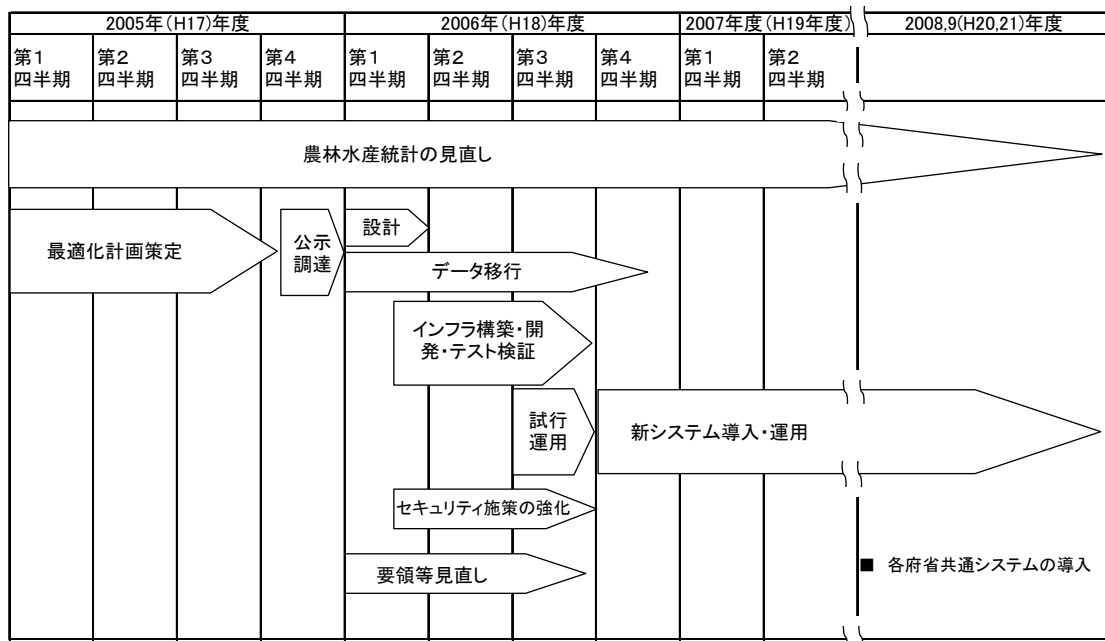 2005年(H17)年度
2006年(H18)年度
2007年度(H19年度)
2008,9(H20,21)年度
第1
四半期
第2
四半期
第3
四半期
第4
四半期
第1
四半期
第2
四半期
第3
四半期
第4
四半期
第1
四半期
第2
四半期
農林水産統計の見直し
最適化計画策定
公示
調達
設計
データ移行
インフラ構築・開
発・テスト検証
試行
運用
新システム導入・運用
セキュリティ施策の強化
要領等見直し
■ 各府省共通システムの導入